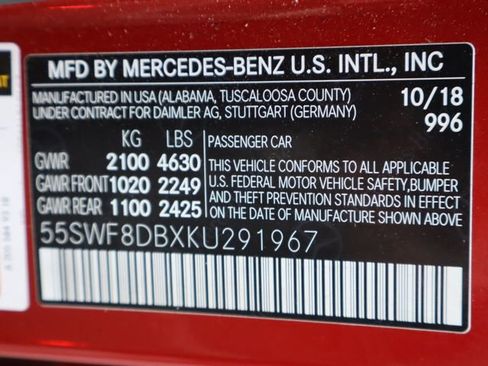 MFD BY MERCEDES-BENZ U.S. INTL., INC
MANUFACTURED IN USA (ALABAMA, TUSCALOOSA COUNTY) 10/18
UNDER CONTRACT FOR DAIMLER AG, STUTTGART (GERMANY) 996
KG LBS PASSENGER CAR
GVWR 2100 4630 THIS VEHICLE CONFORMS TO ALL APPLICABLE
GAWR FRONT 1020 2249 U.S. FEDERAL MOTOR VEHICLE SAFETY,BUMPER
GAWR REAR 1100 2425 AND THEFT PREVENTION STANDARDS IN EFFECT
ON THE DATE OF MANUFACTURE SHOWN ABOVE.
55SWF8DBXKU291967